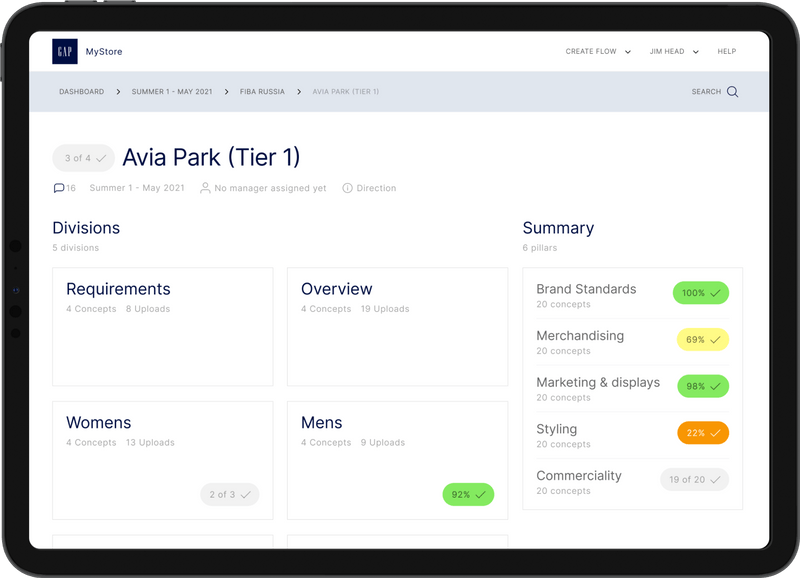 GAP MyStore CREATE FLOW JIM HEAD HELP
DASHBOARD SUMMER 1 - MAY 2021 FIBA RUSSIA AVIA PARK (TIER 1) SEARCH
3 of 4 Avia Park (Tier 1)
16 Summer 1 - May 2021 No manager assigned yet Direction
Divisions
5 divisions
Requirements
4 Concepts 8 Uploads
Overview
4 Concepts 19 Uploads
Womens
4 Concepts 13 Uploads
2 of 3
Mens
4 Concepts 9 Uploads
92%
Summary
6 pillars
Brand Standards
20 concepts
100%
Merchandising
20 concepts
69%
Marketing & displays
20 concepts
98%
Styling
20 concepts
22%
Commerciality
20 concepts
19 of 20